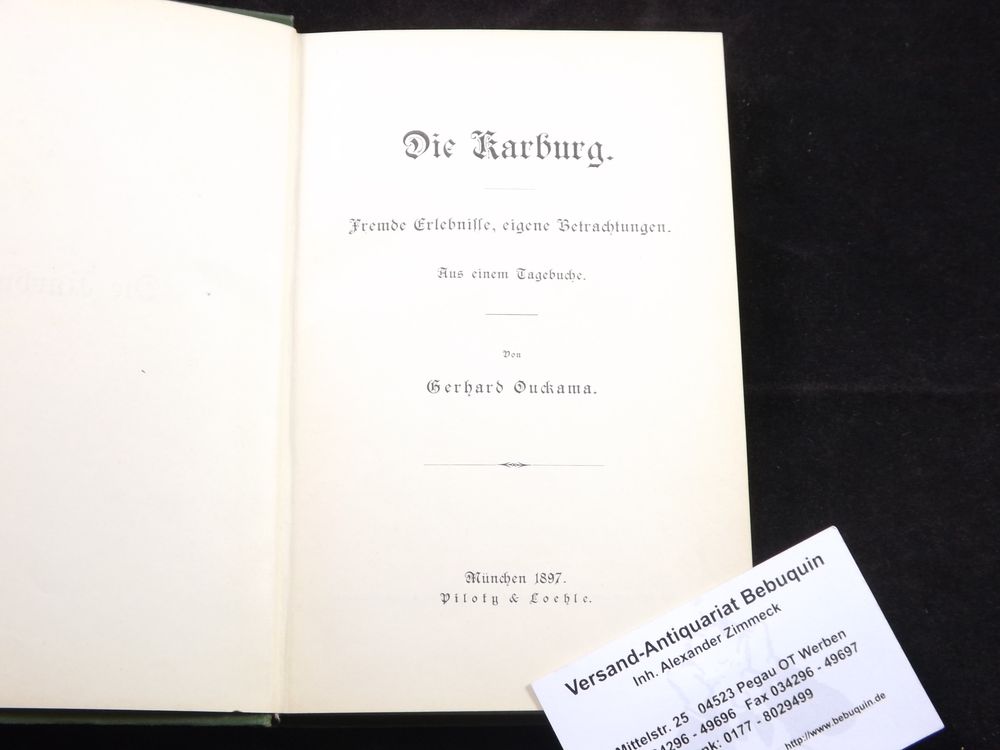 Die Karburg.
Fremde Erlebnisse, eigene Betrachtungen.
Aus einem Tagebuche.
Von
Gerhard Ouckama.
München 1897.
Piloty & Loehle.
Versand-Antiquariat Bebuquin
Inh. Alexander Zimmeck
Mittelstr. 25 04523 Pegau OT Werben
34296 - 49696 Fax 034296 - 49697
nk: 0177 - 8029499
http://www.bebuquin.de